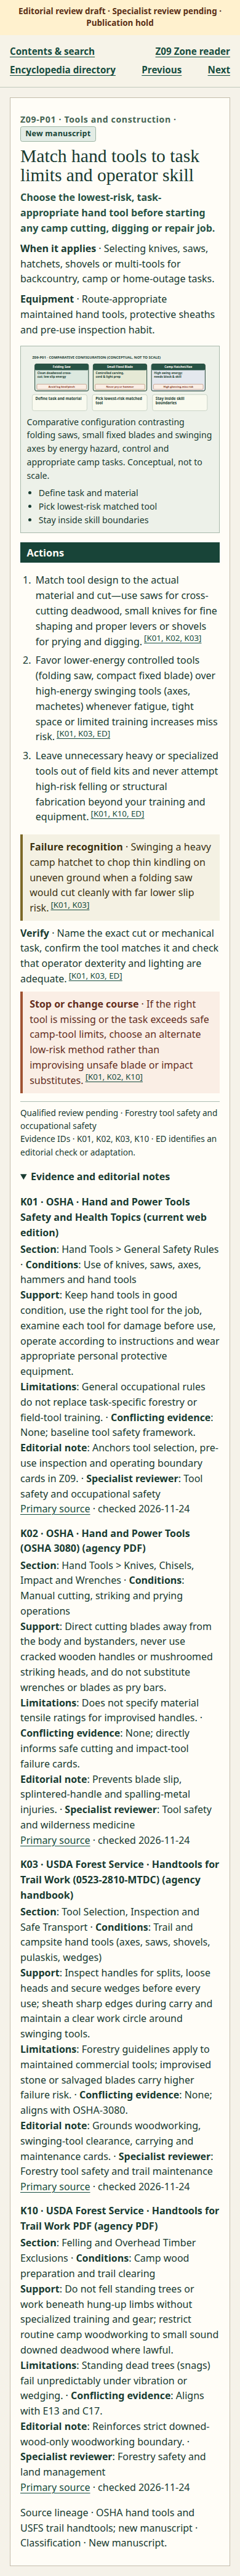 Editorial review draft · Specialist review pending ·
Publication hold
Contents & search
Z09 Zone reader
Encyclopedia directory
Previous
Next
Z09-P01 · Tools and construction ·
New manuscript
Match hand tools to task
limits and operator skill
Choose the lowest-risk, task-
appropriate hand tool before starting
any camp cutting, digging or repair job.
When it applies · Selecting knives, saws,
hatchets, shovels or multi-tools for
backcountry, camp or home-outage tasks.
Equipment · Route-appropriate
maintained hand tools, protective sheaths
and pre-use inspection habit.
Z09-P01 · COMPARATIVE CONFIGURATION (CONCEPTUAL, NOT TO SCALE)
Folding Saw
Small Fixed Blade
Camp Hatchet/Axe
Define task and material
Pick lowest-risk matched
tool
Stay inside skill
boundaries
Comparative configuration contrasting
folding saws, small fixed blades and swinging
axes by energy hazard, control and
appropriate camp tasks. Conceptual, not to
scale.
• Define task and material
• Pick lowest-risk matched tool
• Stay inside skill boundaries
Actions
1. Match tool design to the actual
material and cut—use saws for cross-
cutting deadwood, small knives for fine
shaping and proper levers or shovels
for prying and digging. [K01, K02, K03]
2. Favor lower-energy controlled tools
(folding saw, compact fixed blade) over
high-energy swinging tools (axes,
machetes) whenever fatigue, tight
space or limited training increases miss
risk. [K01, K03, ED]
3. Leave unnecessary heavy or specialized
tools out of field kits and never attempt
high-risk felling or structural
fabrication beyond your training and
equipment. [K01, K10, ED]
Failure recognition · Swinging a heavy
camp hatchet to chop thin kindling on
uneven ground when a folding saw
would cut cleanly with far lower slip
risk. [K01, K03]
Verify · Name the exact cut or mechanical
task, confirm the tool matches it and check
that operator dexterity and lighting are
adequate. [K01, K03, ED]
Stop or change course · If the right
tool is missing or the task exceeds safe
camp-tool limits, choose an alternate
low-risk method rather than
improvising unsafe blade or impact
substitutes. [K01, K02, K10]
Qualified review pending · Forestry tool safety and
occupational safety
Evidence IDs · K01, K02, K03, K10 · ED identifies an
editorial check or adaptation.
▼ Evidence and editorial notes
K01 · OSHA · Hand and Power Tools
Safety and Health Topics (current web
edition)
Section: Hand Tools > General Safety Rules
· Conditions: Use of knives, saws, axes,
hammers and hand tools
Support: Keep hand tools in good
condition, use the right tool for the job,
examine each tool for damage before use,
operate according to instructions and wear
appropriate personal protective
equipment.
Limitations: General occupational rules
do not replace task-specific forestry or
field-tool training. · Conflicting evidence:
None; baseline tool safety framework.
Editorial note: Anchors tool selection, pre-
use inspection and operating boundary
cards in Z09. · Specialist reviewer: Tool
safety and occupational safety
Primary source · checked 2026-11-24
K02 · OSHA · Hand and Power Tools
(OSHA 3080) (agency PDF)
Section: Hand Tools > Knives, Chisels,
Impact and Wrenches · Conditions:
Manual cutting, striking and prying
operations
Support: Direct cutting blades away from
the body and bystanders, never use
cracked wooden handles or mushroomed
striking heads, and do not substitute
wrenches or blades as pry bars.
Limitations: Does not specify material
tensile ratings for improvised handles. ·
Conflicting evidence: None; directly
informs safe cutting and impact-tool
failure cards.
Editorial note: Prevents blade slip,
splintered-handle and spalling-metal
injuries. · Specialist reviewer: Tool safety
and wilderness medicine
Primary source · checked 2026-11-24
K03 · USDA Forest Service · Handtools for
Trail Work (0523-2810-MTDC) (agency
handbook)
Section: Tool Selection, Inspection and
Safe Transport · Conditions: Trail and
campsite hand tools (axes, saws, shovels,
pulaskis, wedges)
Support: Inspect handles for splits, loose
heads and secure wedges before every
use; sheath sharp edges during carry and
maintain a clear work circle around
swinging tools.
Limitations: Forestry guidelines apply to
maintained commercial tools; improvised
stone or salvaged blades carry higher
failure risk. · Conflicting evidence: None;
aligns with OSHA-3080.
Editorial note: Grounds woodworking,
swinging-tool clearance, carrying and
maintenance cards. · Specialist reviewer:
Forestry tool safety and trail maintenance
Primary source · checked 2026-11-24
K10 · USDA Forest Service · Handtools for
Trail Work PDF (agency PDF)
Section: Felling and Overhead Timber
Exclusions · Conditions: Camp wood
preparation and trail clearing
Support: Do not fell standing trees or
work beneath hung-up limbs without
specialized training and gear; restrict
routine camp woodworking to small sound
downed deadwood where lawful.
Limitations: Standing dead trees (snags)
fail unpredictably under vibration or
wedging. · Conflicting evidence: Aligns
with E13 and C17.
Editorial note: Reinforces strict downed-
wood-only woodworking boundary. ·
Specialist reviewer: Forestry safety and
land management
Primary source · checked 2026-11-24
Source lineage · OSHA hand tools and
USFS trail handtools; new manuscript ·
Classification · New manuscript.